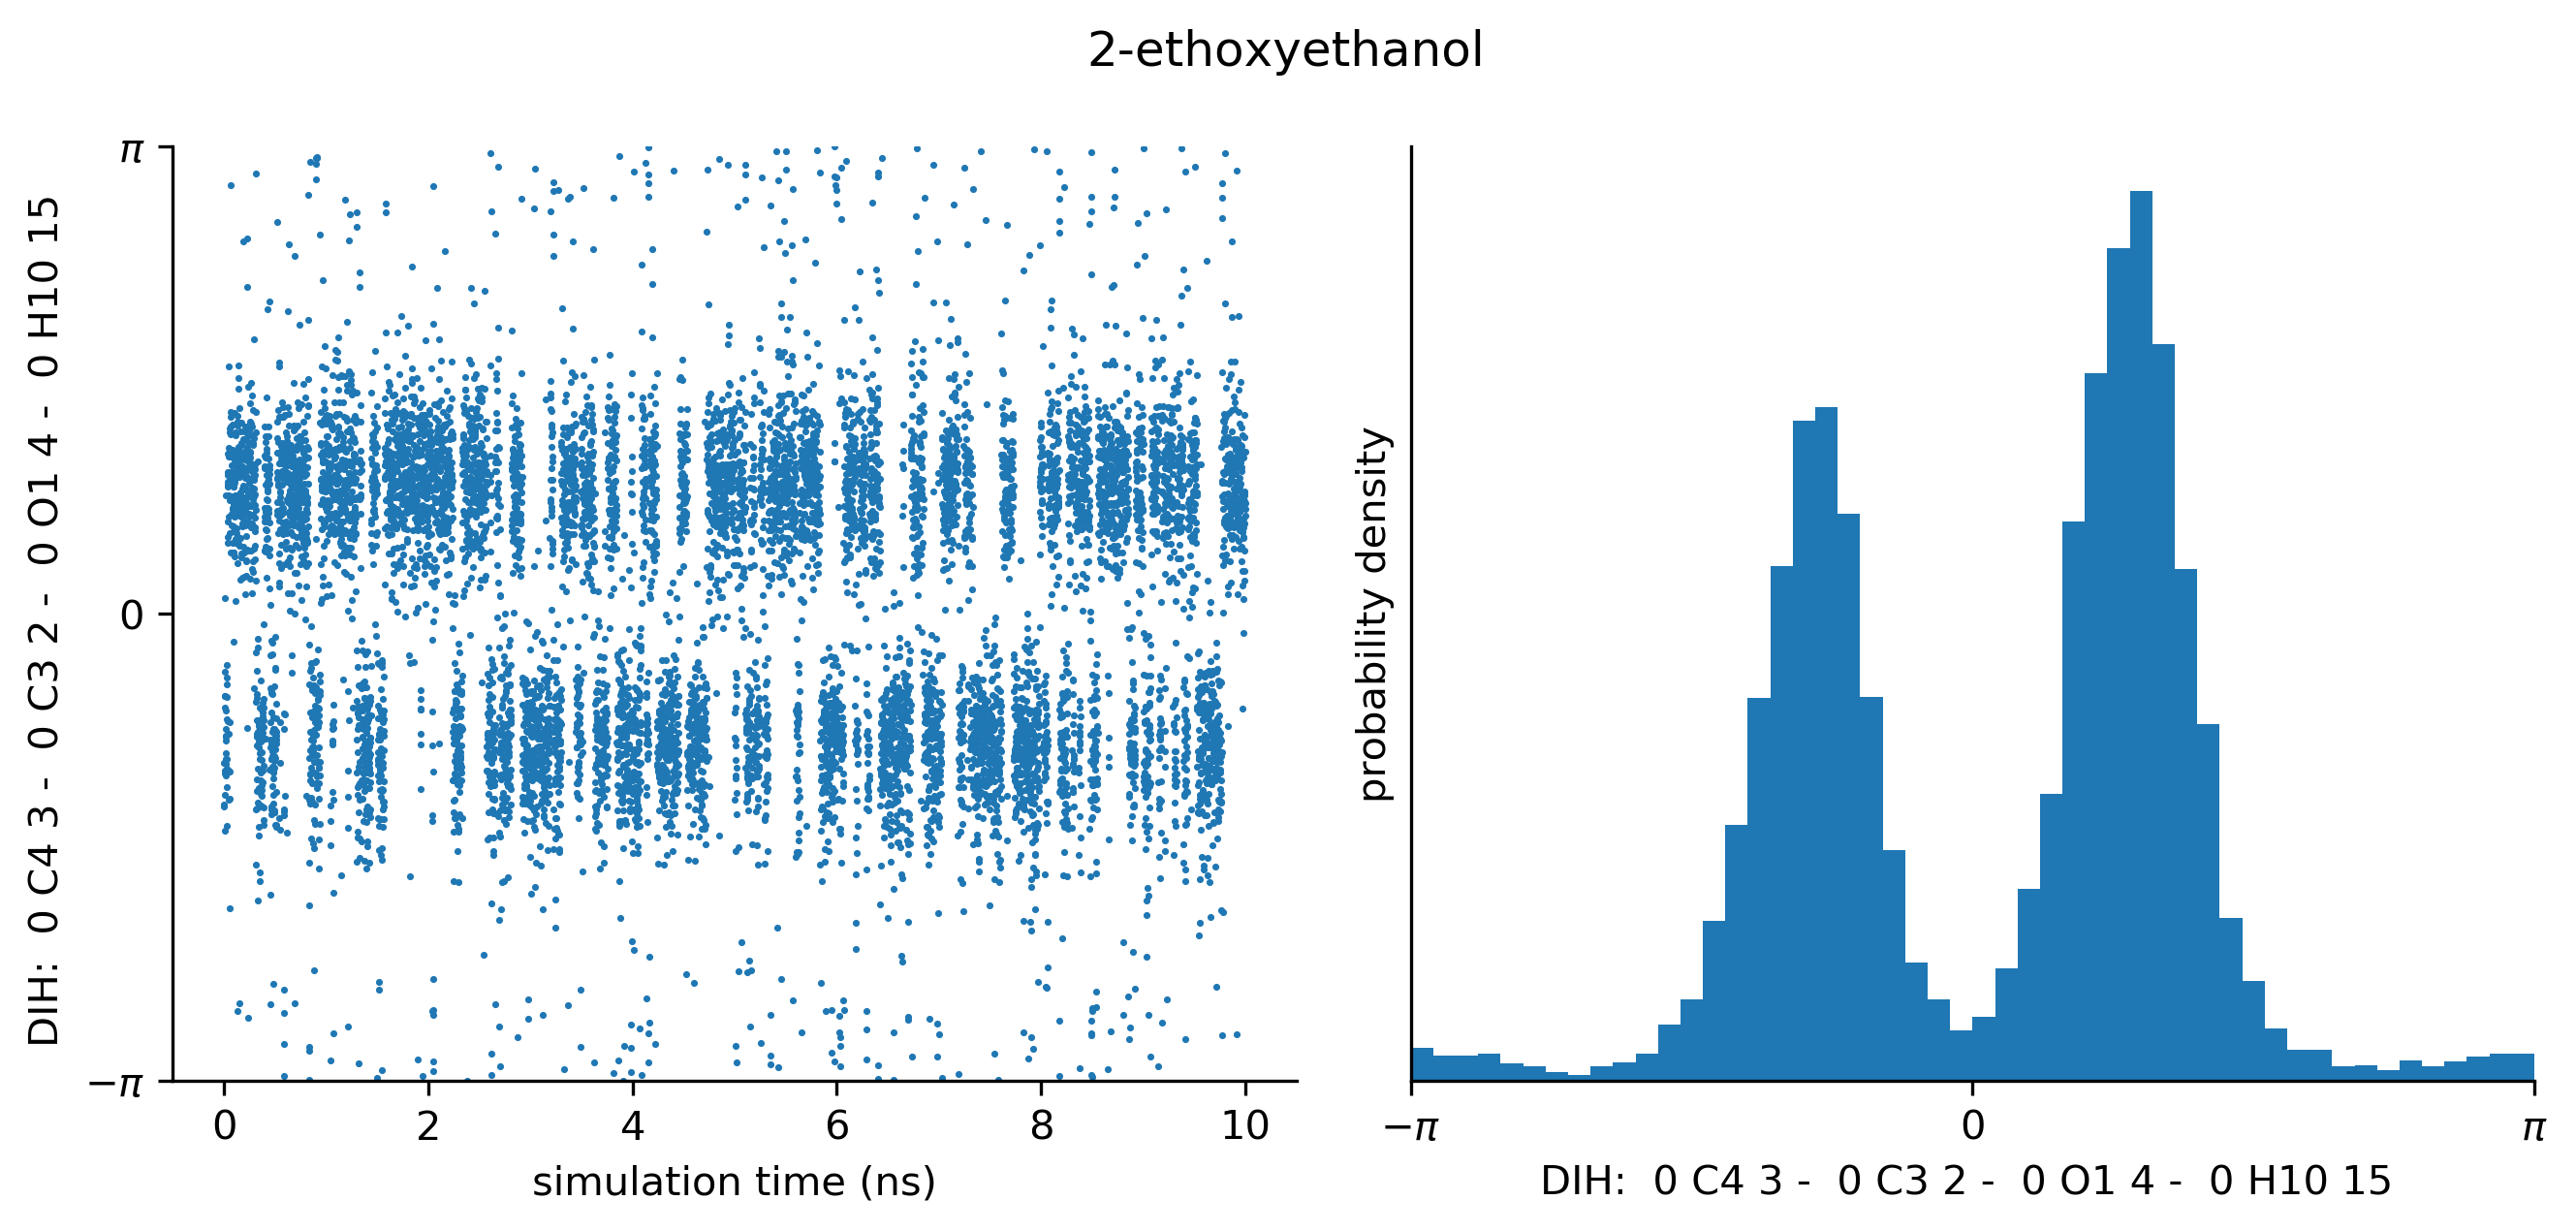 2-ethoxyethanol
π
0
−π
DIH:  0 C4 3 -  0 C3 2 -  0 O1 4 -  0 H10 15
0 2 4 6 8 10
simulation time (ns)
probability density
−π 0 π
DIH:  0 C4 3 -  0 C3 2 -  0 O1 4 -  0 H10 15